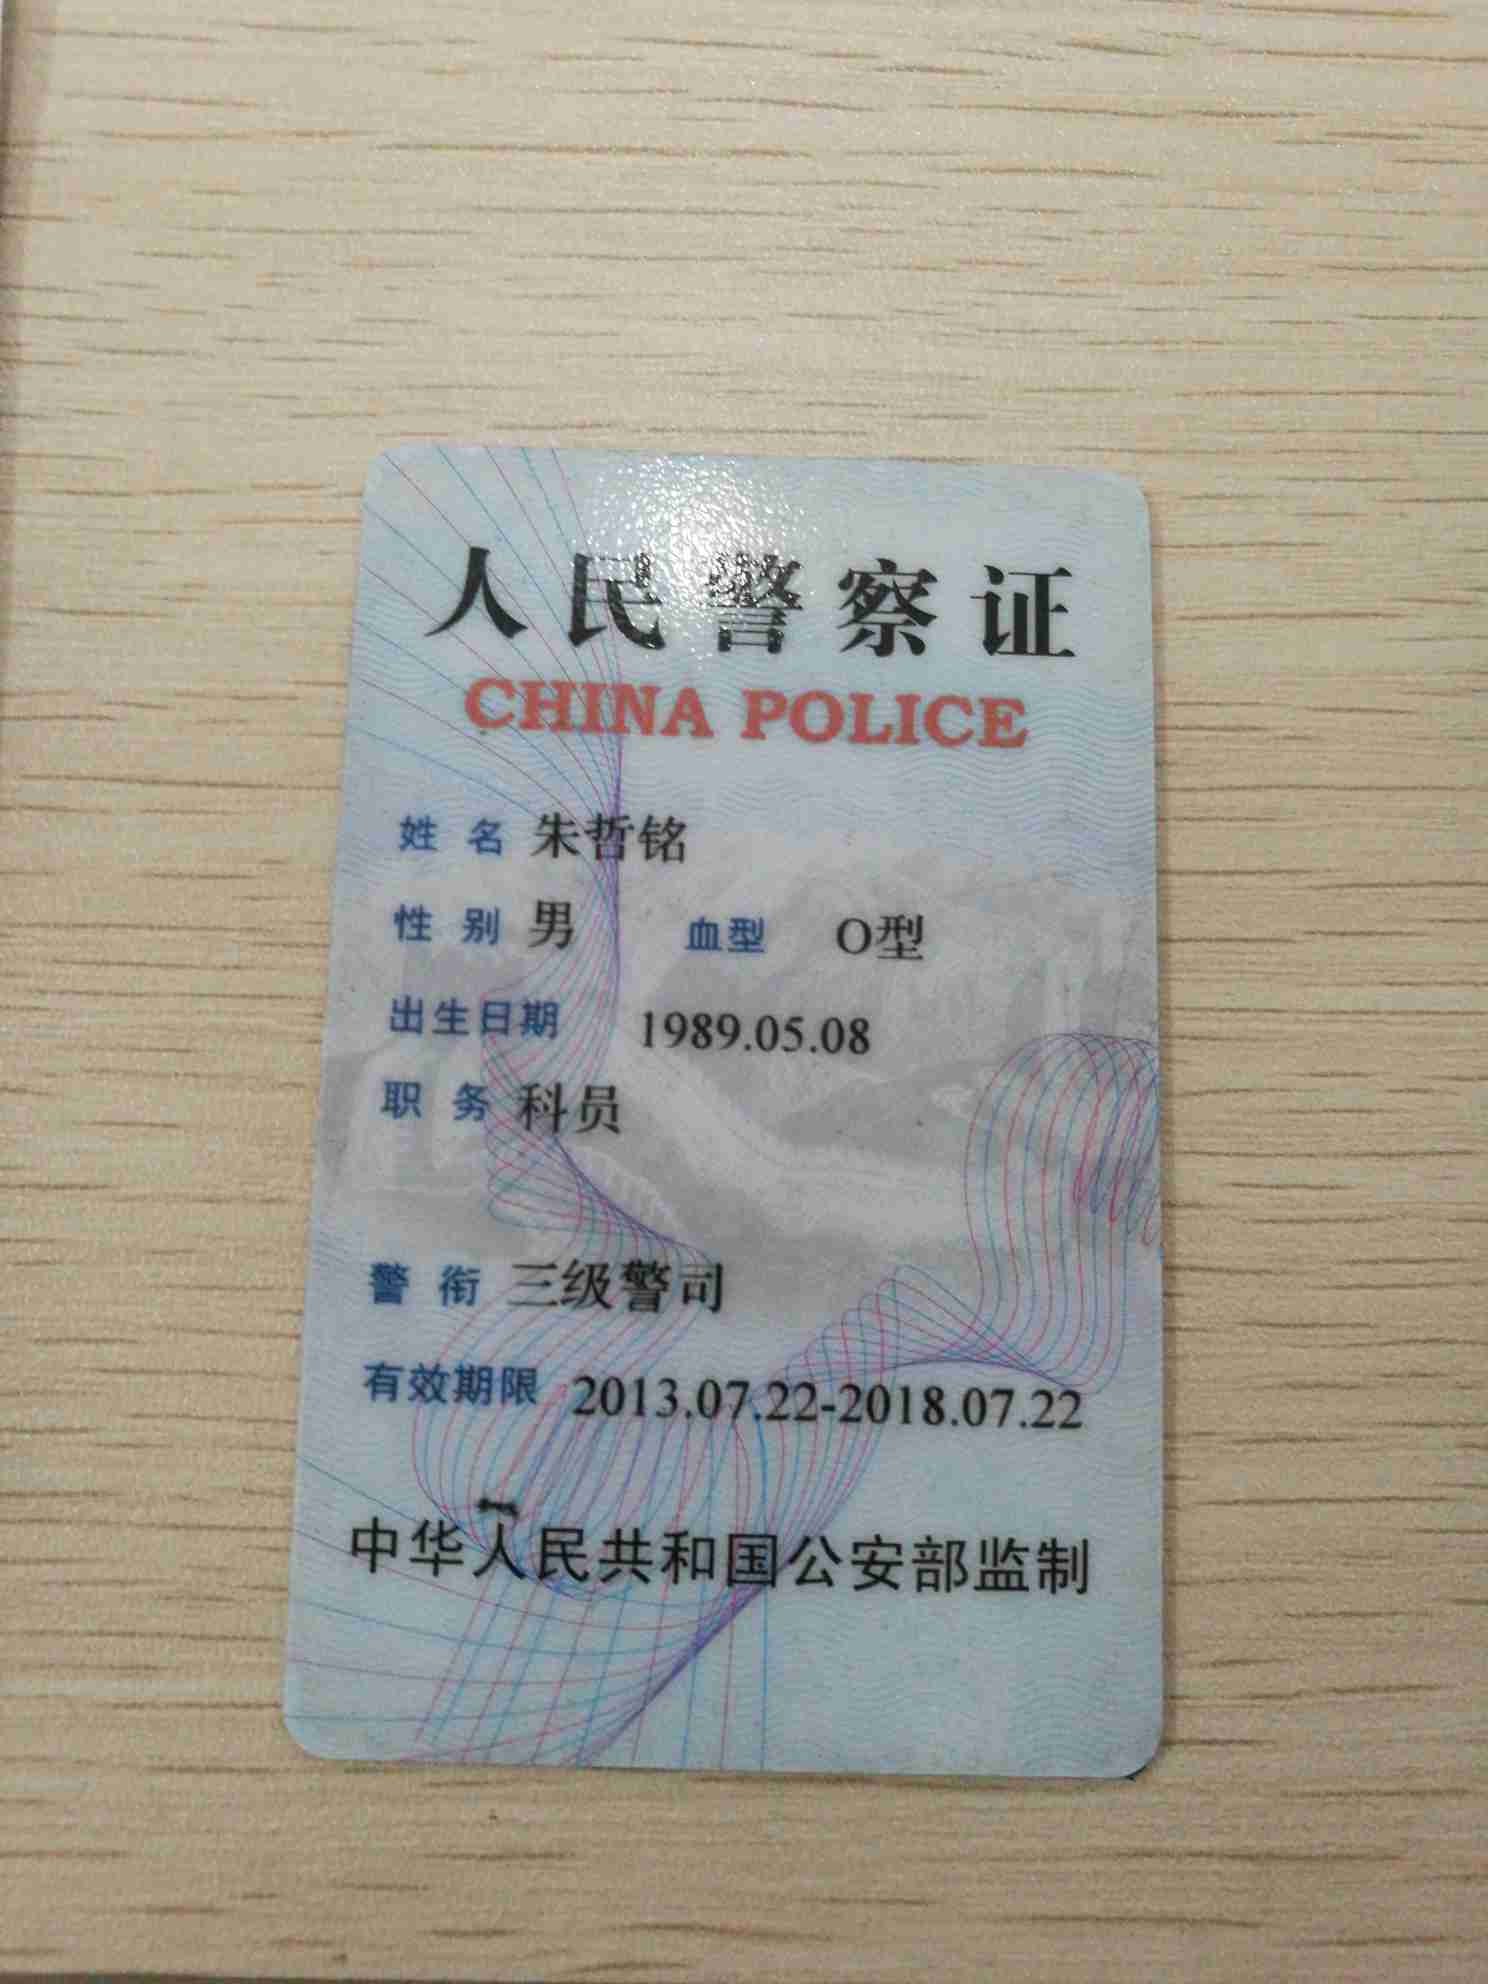 人民警察证
CHINA POLICE
姓名 朱哲铭
性别 男 血型 O型
出生日期 1989.05.08
职务 科员
警衔 三级警司
有效期限 2013.07.22-2018.07.22
中华人民共和国公安部监制